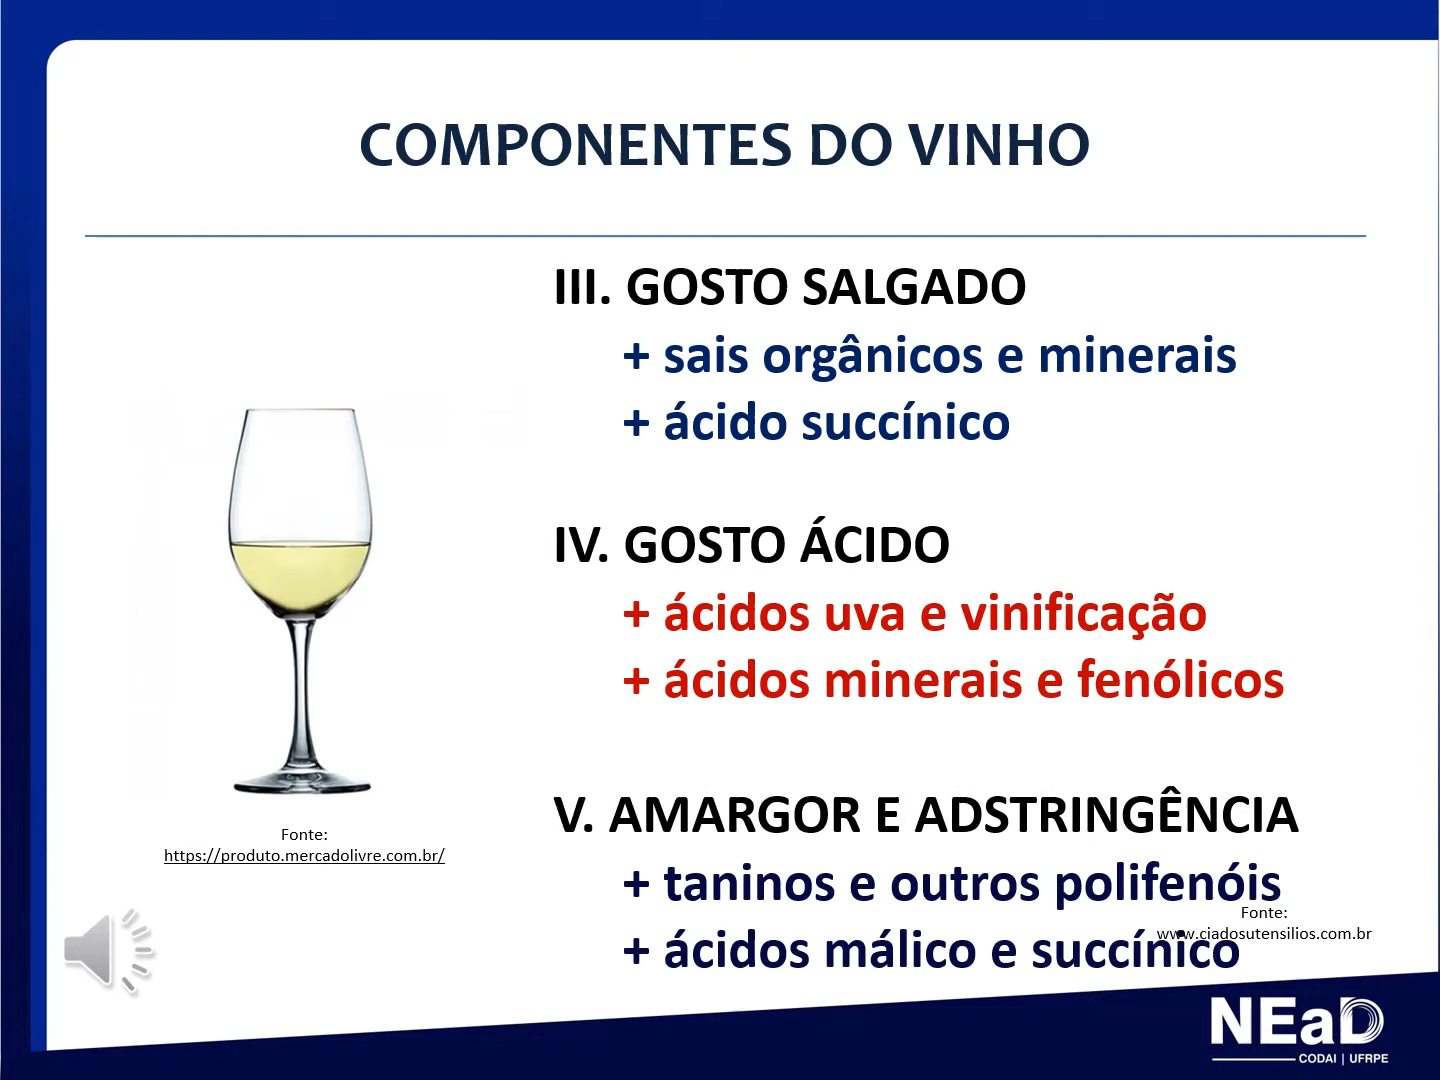 COMPONENTES DO VINHO
III. GOSTO SALGADO
+ sais orgânicos e minerais
+ ácido succínico
IV. GOSTO ÁCIDO
+ ácidos uva e vinificação
+ ácidos minerais e fenólicos
V. AMARGOR E ADSTRINGÊNCIA
+ taninos e outros polifenóis
+ ácidos málico e succínico
Fonte:
https://produto.mercadolivre.com.br/
Fonte:
www.ciadosutensilios.com.br
NEaD
CODAI | UFRPE